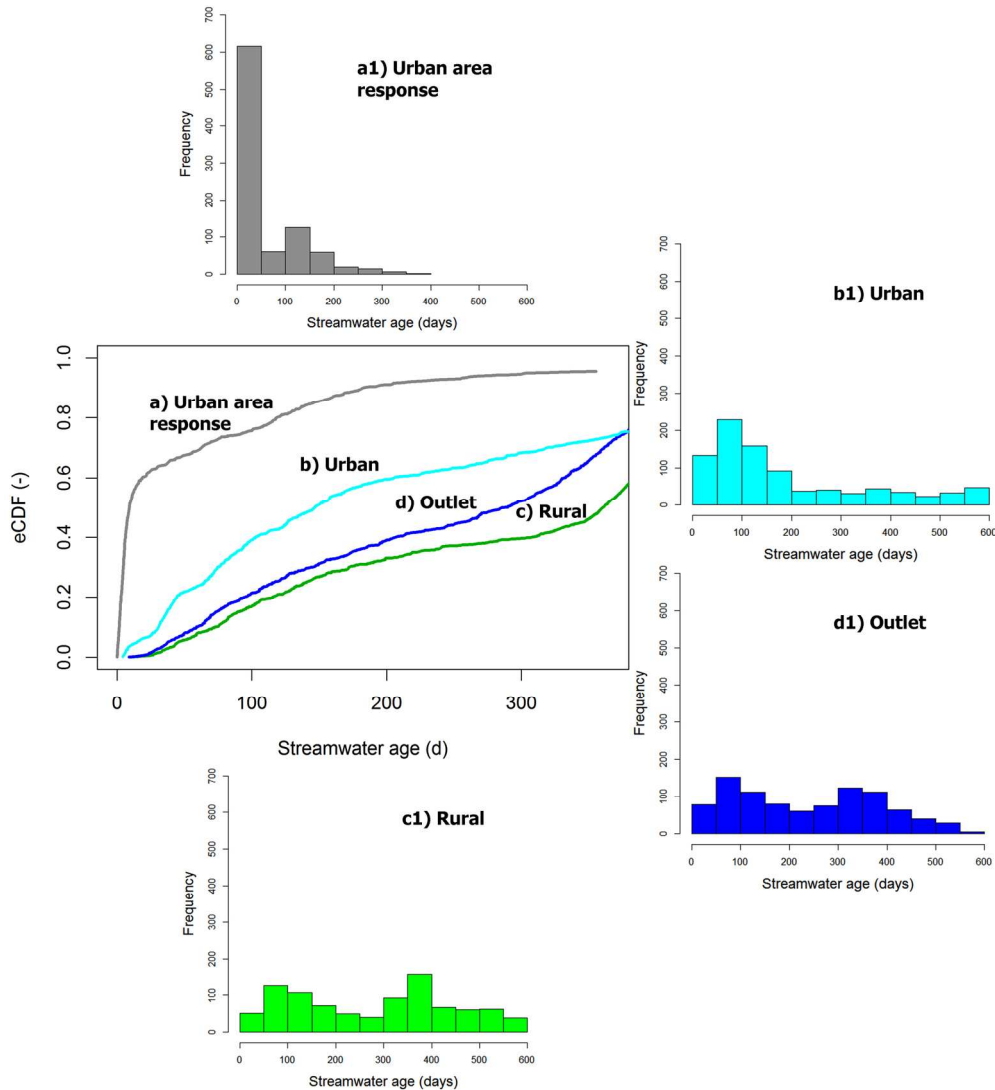 700
600
500
400
300
200
100
0
Frequency
a1) Urban area
response
0 100 200 300 400 500 600
Streamwater age (days)
1.0
0.8
0.6
0.4
0.2
0.0
eCDF (-)
a) Urban area
response
b) Urban
d) Outlet
c) Rural
0 100 200 300
Streamwater age (d)
700
600
500
400
300
200
100
0
Frequency
b1) Urban
0 100 200 300 400 500 600
Streamwater age (days)
700
600
500
400
300
200
100
0
Frequency
d1) Outlet
0 100 200 300 400 500 600
Streamwater age (days)
700
600
500
400
300
200
100
0
Frequency
c1) Rural
0 100 200 300 400 500 600
Streamwater age (days)